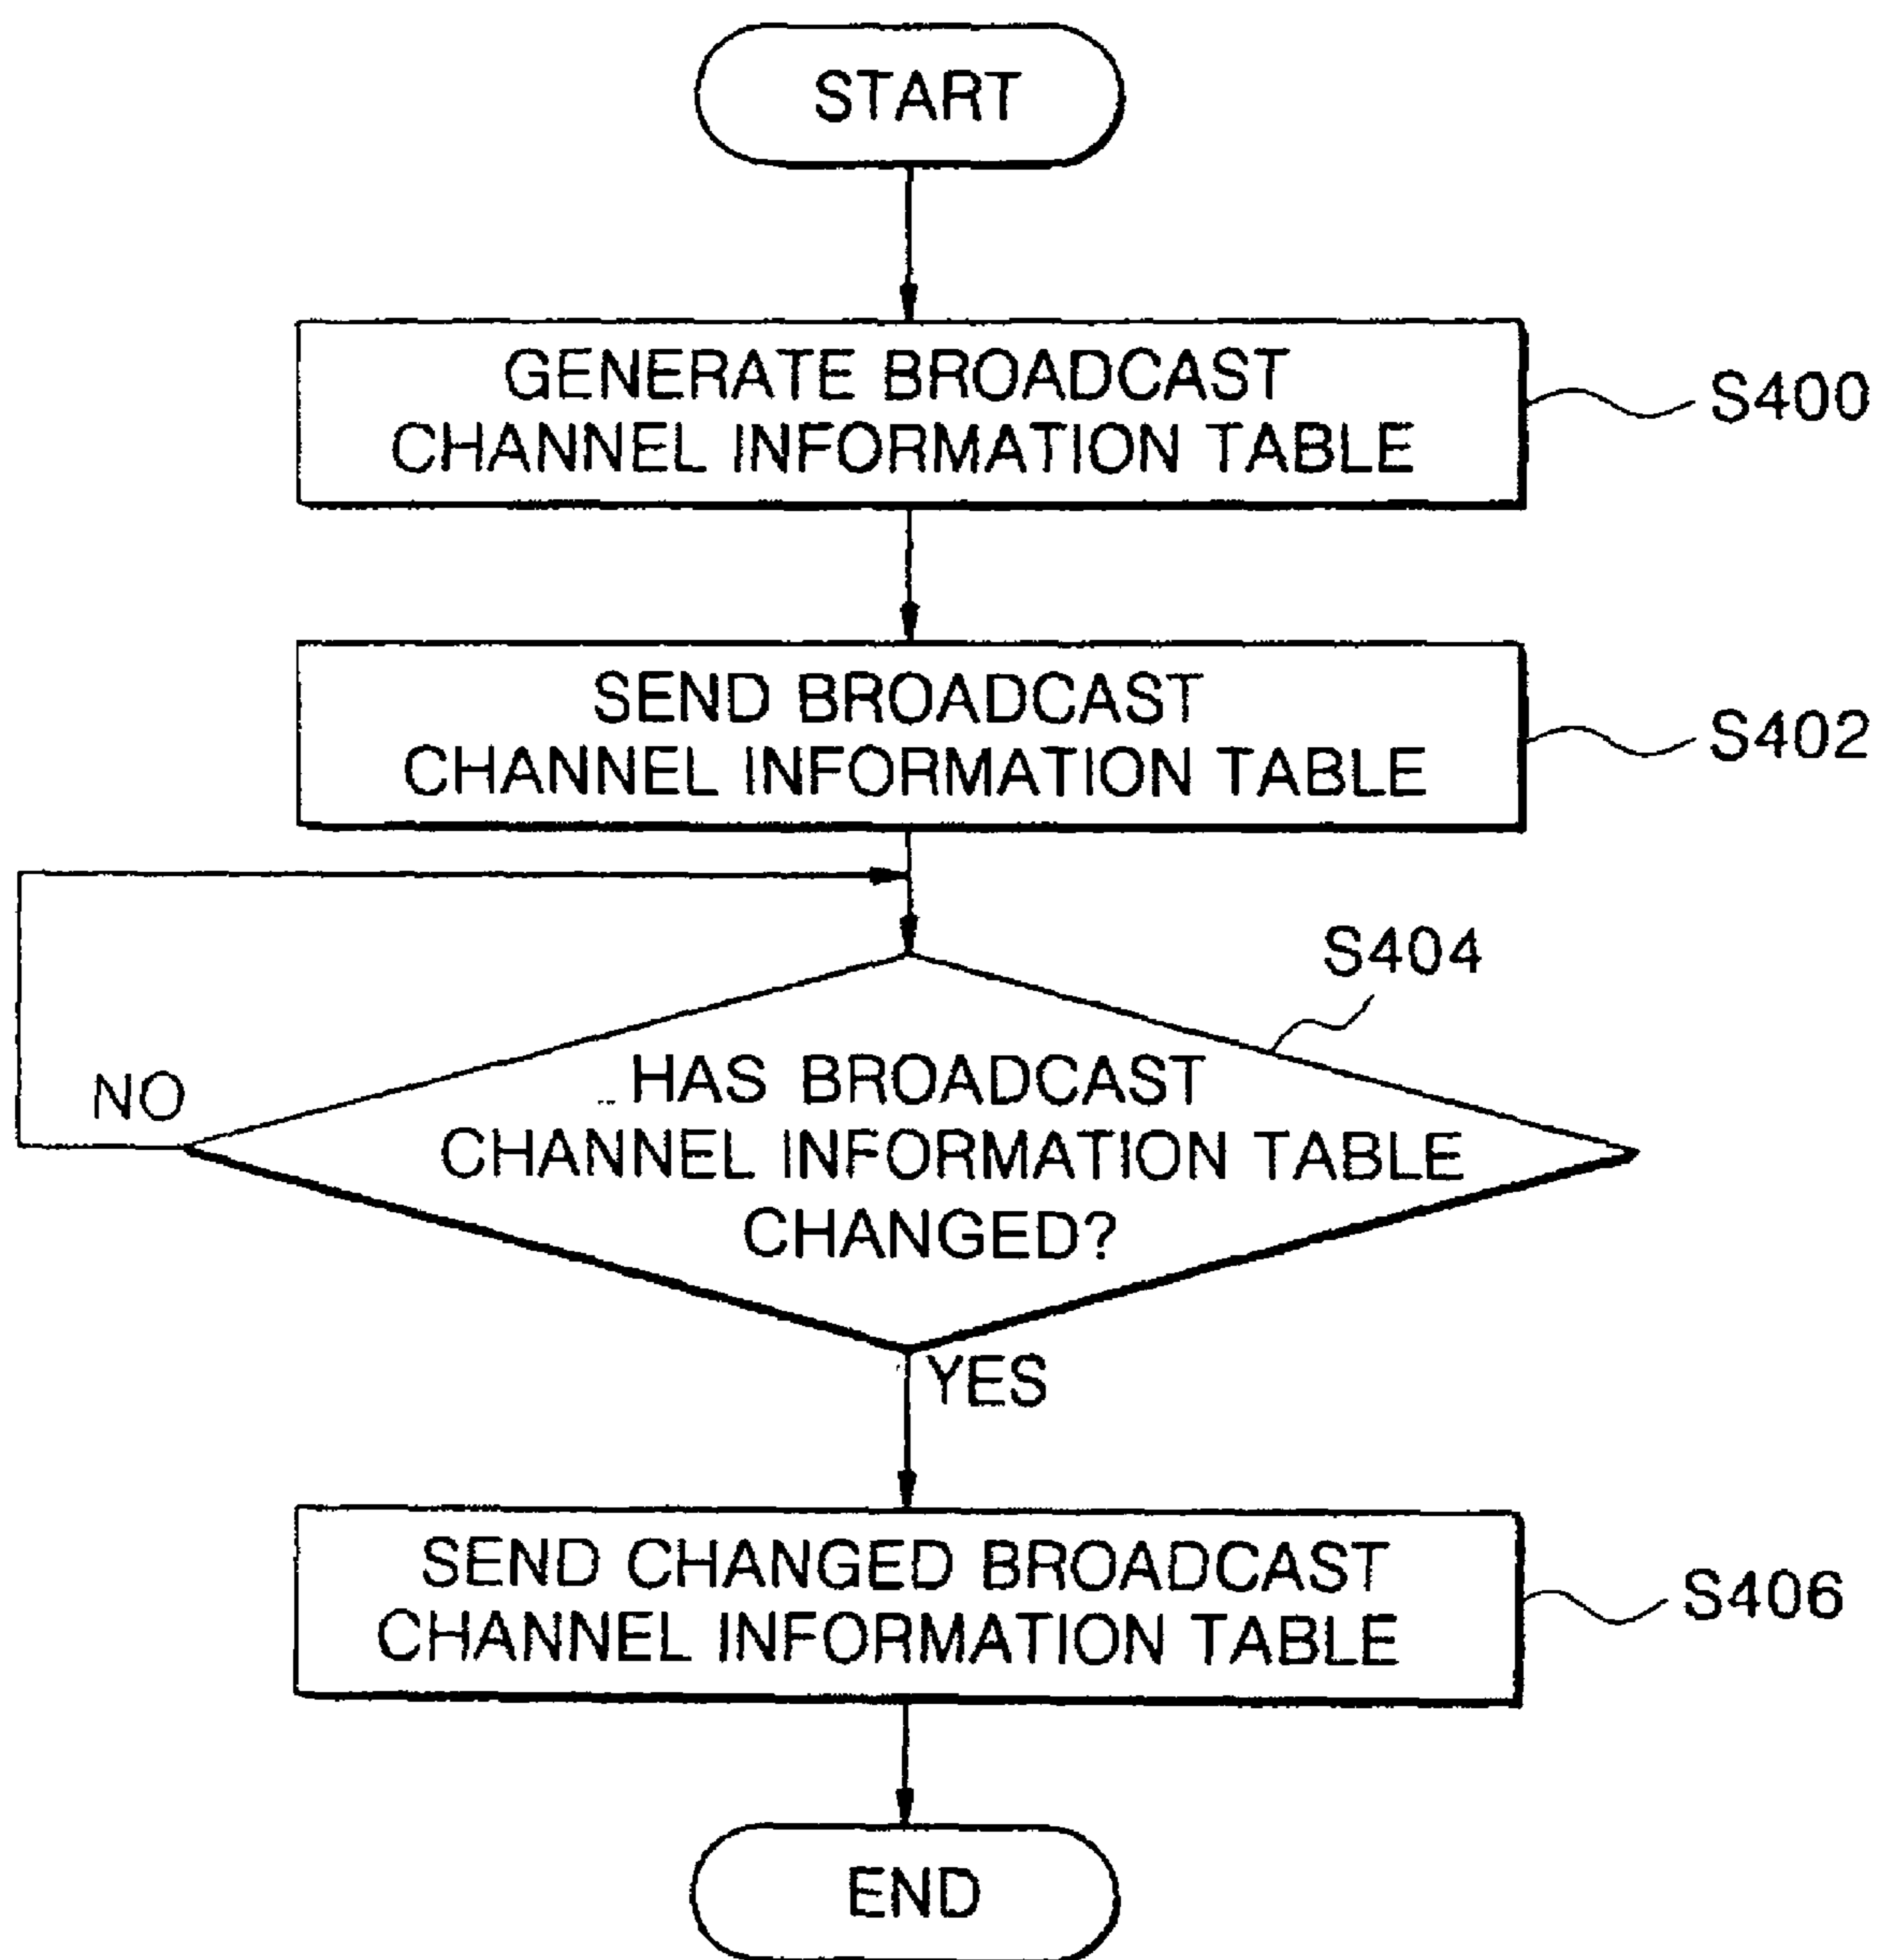 START
GENERATE BROADCAST
CHANNEL INFORMATION TABLE
S400
SEND BROADCAST
CHANNEL INFORMATION TABLE
S402
S404
HAS BROADCAST
CHANNEL INFORMATION TABLE
CHANGED?
NO
YES
SEND CHANGED BROADCAST
CHANNEL INFORMATION TABLE
S406
END